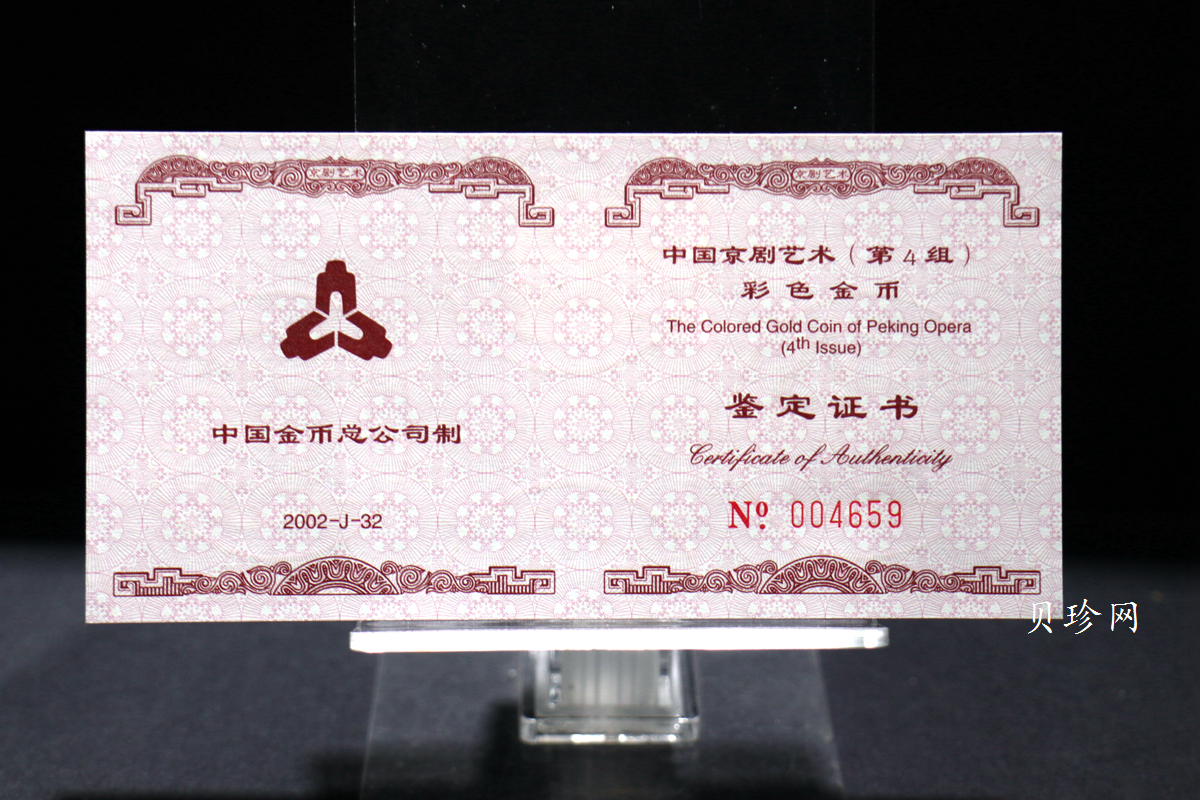 京剧艺术
中国金币总公司制
2002-J-32
京剧艺术
中国京剧艺术（第4组）
彩色金币
The Colored Gold Coin of Peking Opera
(4th Issue)
鉴定证书
Certificate of Authenticity
Nº 004659
贝珍网